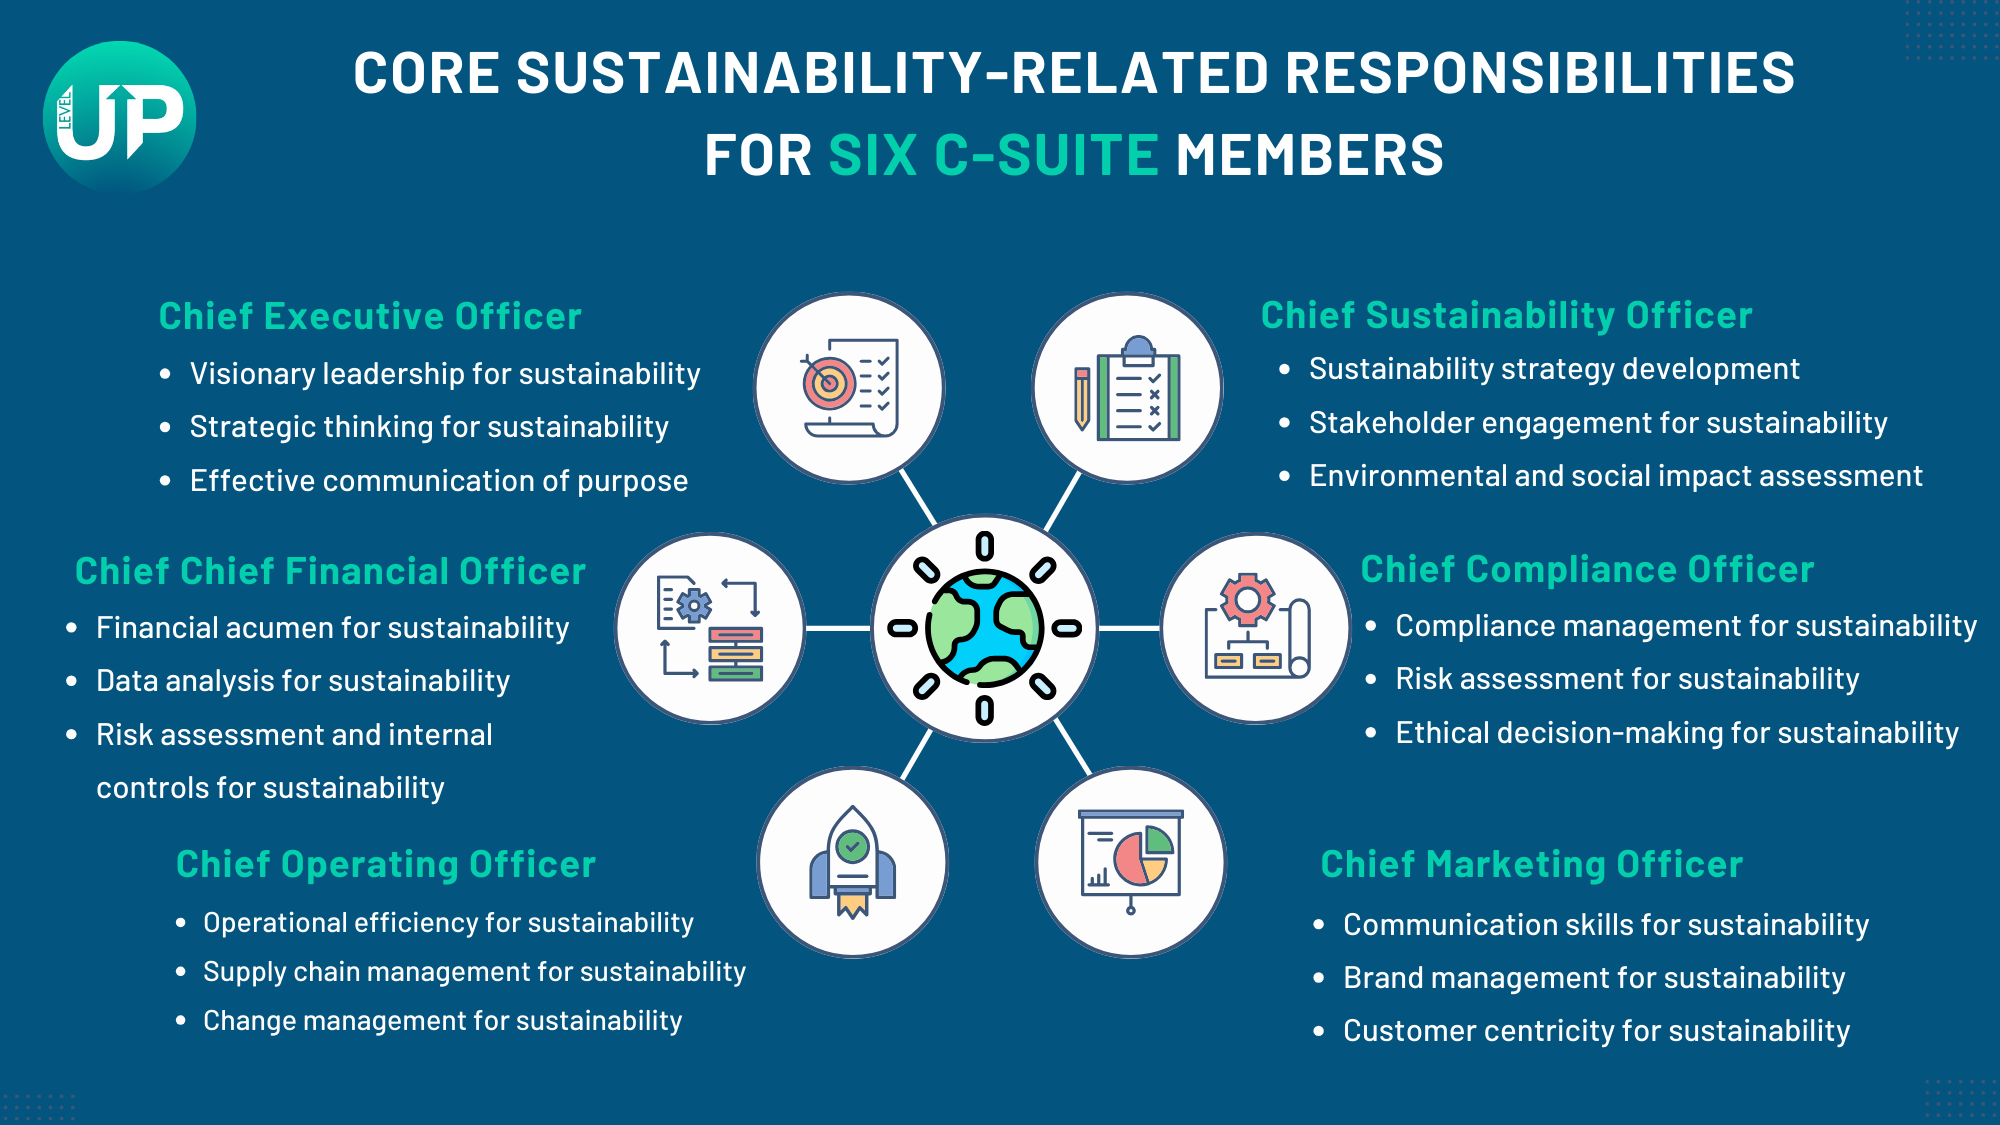 LEVEL
UP
CORE SUSTAINABILITY-RELATED RESPONSIBILITIES
FOR SIX C-SUITE MEMBERS
Chief Executive Officer
• Visionary leadership for sustainability
• Strategic thinking for sustainability
• Effective communication of purpose
Chief Sustainability Officer
• Sustainability strategy development
• Stakeholder engagement for sustainability
• Environmental and social impact assessment
Chief Chief Financial Officer
• Financial acumen for sustainability
• Data analysis for sustainability
• Risk assessment and internal
controls for sustainability
Chief Compliance Officer
• Compliance management for sustainability
• Risk assessment for sustainability
• Ethical decision-making for sustainability
Chief Operating Officer
• Operational efficiency for sustainability
• Supply chain management for sustainability
• Change management for sustainability
Chief Marketing Officer
• Communication skills for sustainability
• Brand management for sustainability
• Customer centricity for sustainability